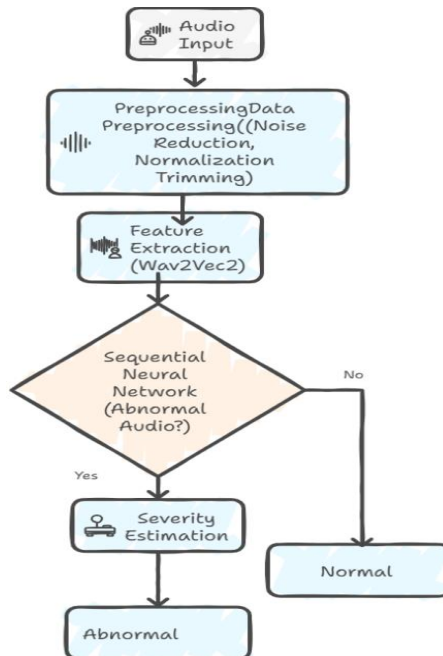 Audio
Input
PreprocessingData
Preprocessing((Noise
Reduction,
Normalization
Trimming)
Feature
Extraction
(Wav2Vec2)
Sequential
Neural
Network
(Abnormal
Audio?)
No
Yes
Severity
Estimation
Normal
Abnormal